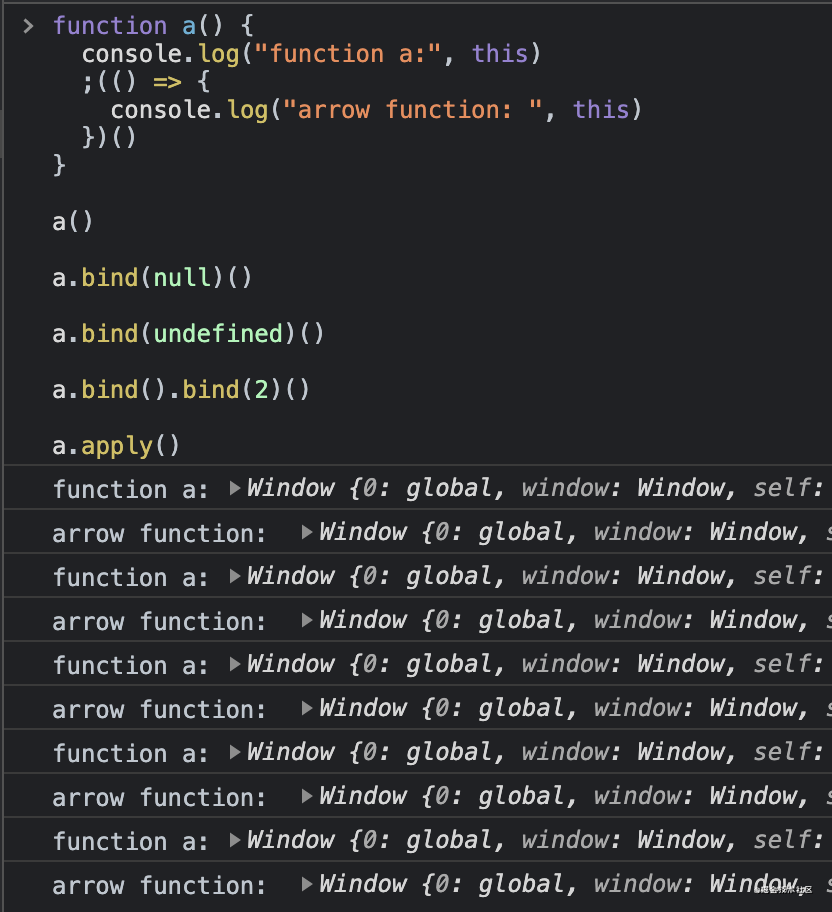 > function a() {
console.log("function a:", this)
;(() => {
console.log("arrow function: ", this)
})()
}
a()
a.bind(null)()
a.bind(undefined)()
a.bind().bind(2)()
a.apply()
function a: ▶Window {0: global, window: Window, self:
arrow function: ▶Window {0: global, window: Window, s
function a: ▶Window {0: global, window: Window, self:
arrow function: ▶Window {0: global, window: Window, s
function a: ▶Window {0: global, window: Window, self:
arrow function: ▶Window {0: global, window: Window, s
function a: ▶Window {0: global, window: Window, self:
arrow function: ▶Window {0: global, window: Window, s
function a: ▶Window {0: global, window: Window, self:
arrow function: ▶Window {0: global, window: Window, s